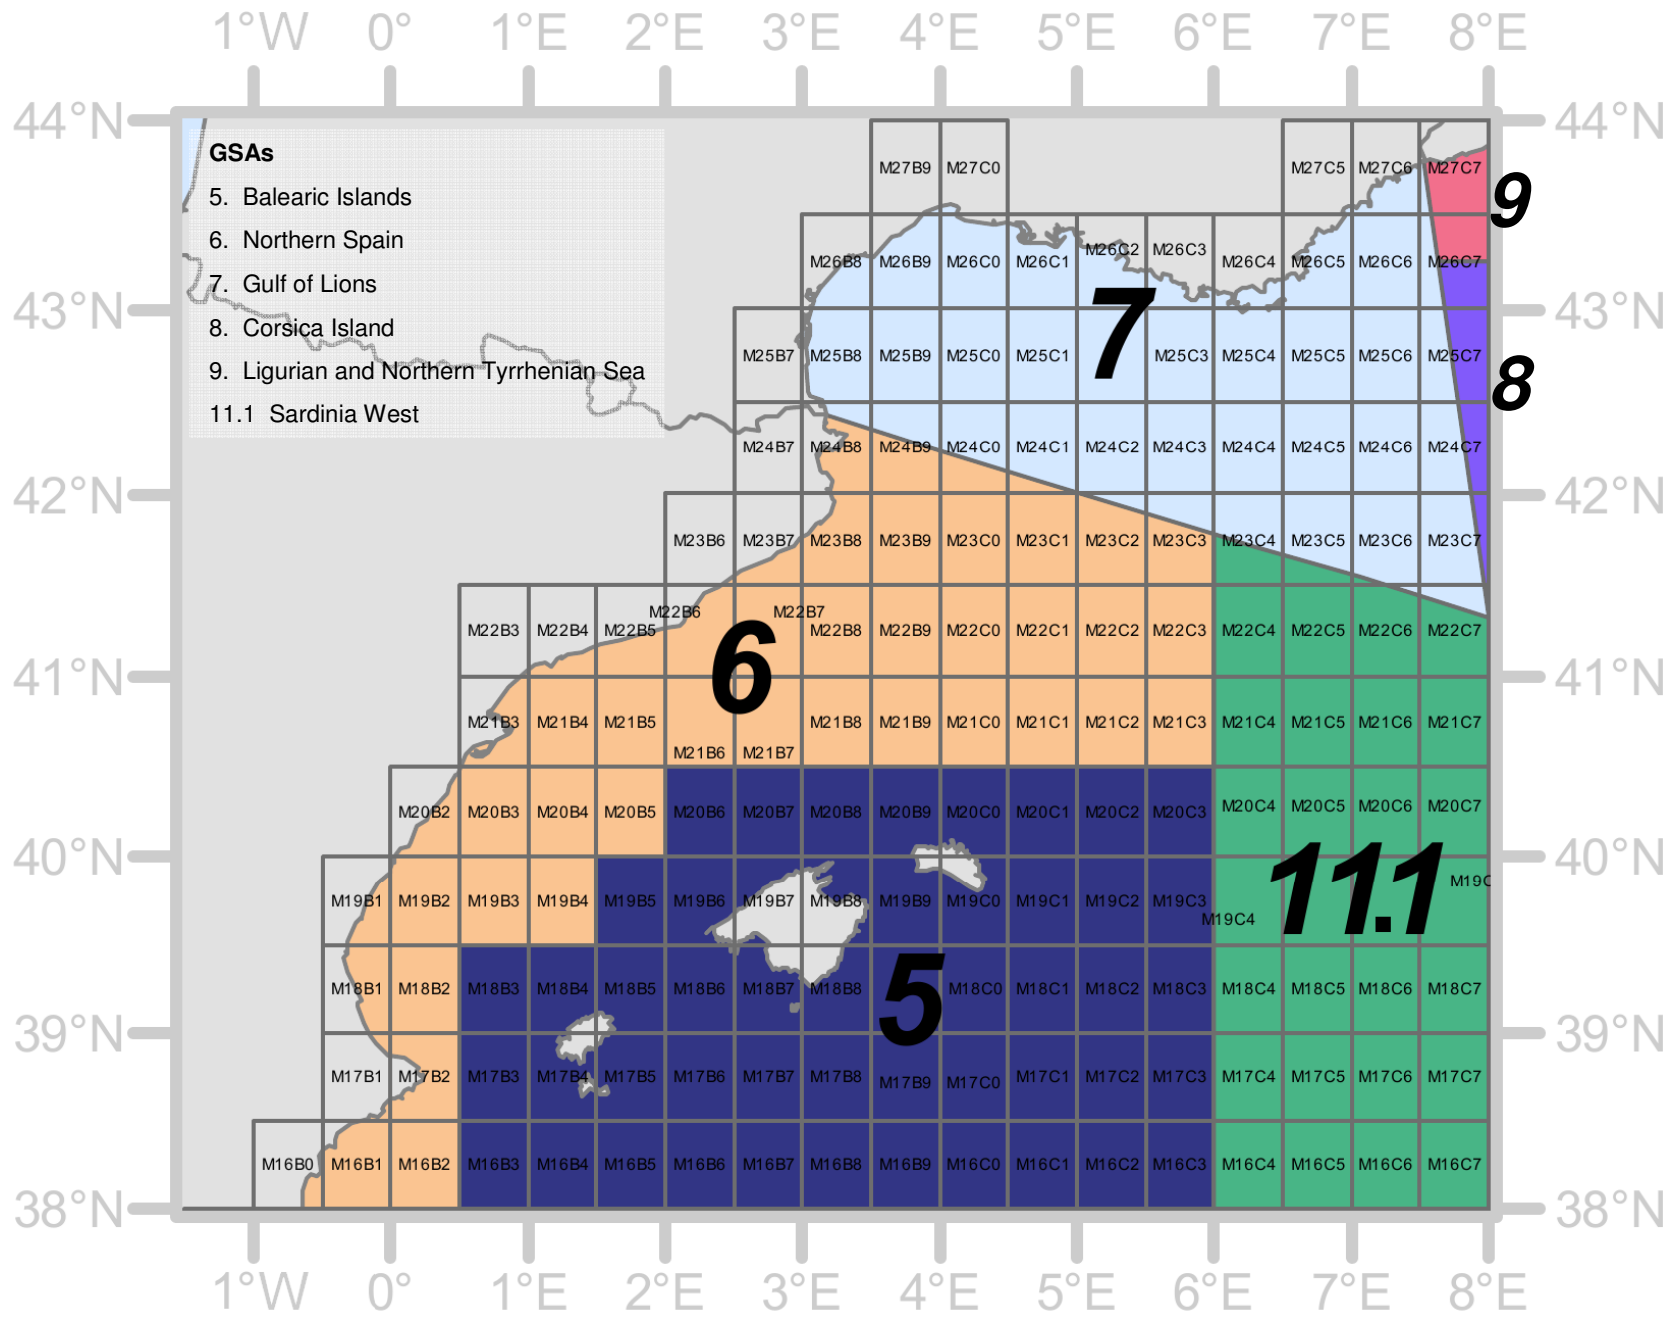 1°W 0° 1°E 2°E 3°E 4°E 5°E 6°E 7°E 8°E
44°N 44°N
GSAs
5. Balearic Islands
6. Northern Spain
7. Gulf of Lions
8. Corsica Island
9. Ligurian and Northern Tyrrhenian Sea
11.1 Sardinia West
M27B9 M27C0 M27C5 M27C6 M27C7
9
M26B8 M26B9 M26C0 M26C1 M26C2 M26C3 M26C4 M26C5 M26C6 M26C7
43°N 43°N
7
M25B7 M25B8 M25B9 M25C0 M25C1 M25C3 M25C4 M25C5 M25C6 M25C7
8
M24B7 M24B8 M24B9 M24C0 M24C1 M24C2 M24C3 M24C4 M24C5 M24C6 M24C7
42°N 42°N
M23B6 M23B7 M23B8 M23B9 M23C0 M23C1 M23C2 M23C3 M23C4 M23C5 M23C6 M23C7
M22B6 M22B7
M22B3 M22B4 M22B5 M22B8 M22B9 M22C0 M22C1 M22C2 M22C3 M22C4 M22C5 M22C6 M22C7
6
41°N 41°N
M21B3 M21B4 M21B5 M21B8 M21B9 M21C0 M21C1 M21C2 M21C3 M21C4 M21C5 M21C6 M21C7
M21B6 M21B7
M20B2 M20B3 M20B4 M20B5 M20B6 M20B7 M20B8 M20B9 M20C0 M20C1 M20C2 M20C3 M20C4 M20C5 M20C6 M20C7
40°N 40°N
11.1
M19B1 M19B2 M19B3 M19B4 M19B5 M19B6 M19B7 M19B8 M19B9 M19C0 M19C1 M19C2 M19C3 M19C4 M19C
M18B1 M18B2 M18B3 M18B4 M18B5 M18B6 M18B7 M18B8 M18C0 M18C1 M18C2 M18C3 M18C4 M18C5 M18C6 M18C7
5
39°N 39°N
M17B1 M17B2 M17B3 M17B4 M17B5 M17B6 M17B7 M17B8 M17B9 M17C0 M17C1 M17C2 M17C3 M17C4 M17C5 M17C6 M17C7
M16B0 M16B1 M16B2 M16B3 M16B4 M16B5 M16B6 M16B7 M16B8 M16B9 M16C0 M16C1 M16C2 M16C3 M16C4 M16C5 M16C6 M16C7
38°N 38°N
1°W 0° 1°E 2°E 3°E 4°E 5°E 6°E 7°E 8°E